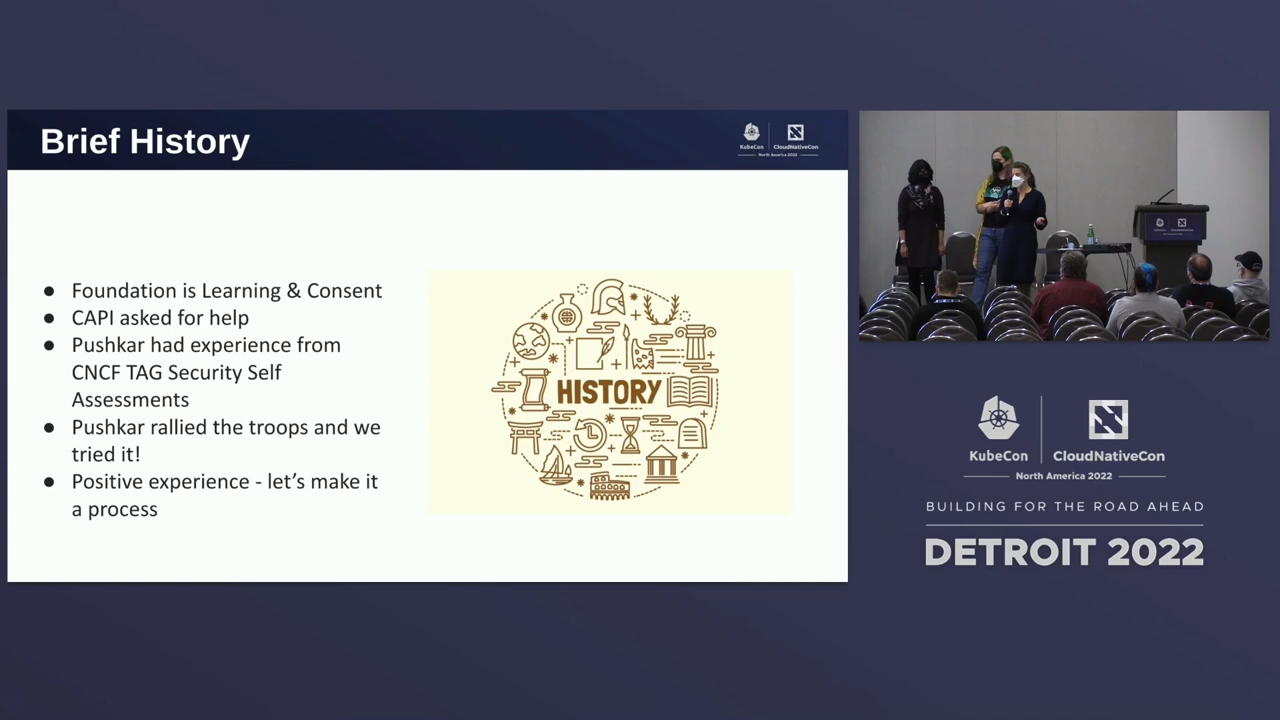 Brief History
KubeCon
CloudNativeCon
North America 2022
● Foundation is Learning & Consent
● CAPI asked for help
● Pushkar had experience from
CNCF TAG Security Self
Assessments
● Pushkar rallied the troops and we
tried it!
● Positive experience - let’s make it
a process
HISTORY
KubeCon
CloudNativeCon
North America 2022
BUILDING FOR THE ROAD AHEAD
DETROIT 2022